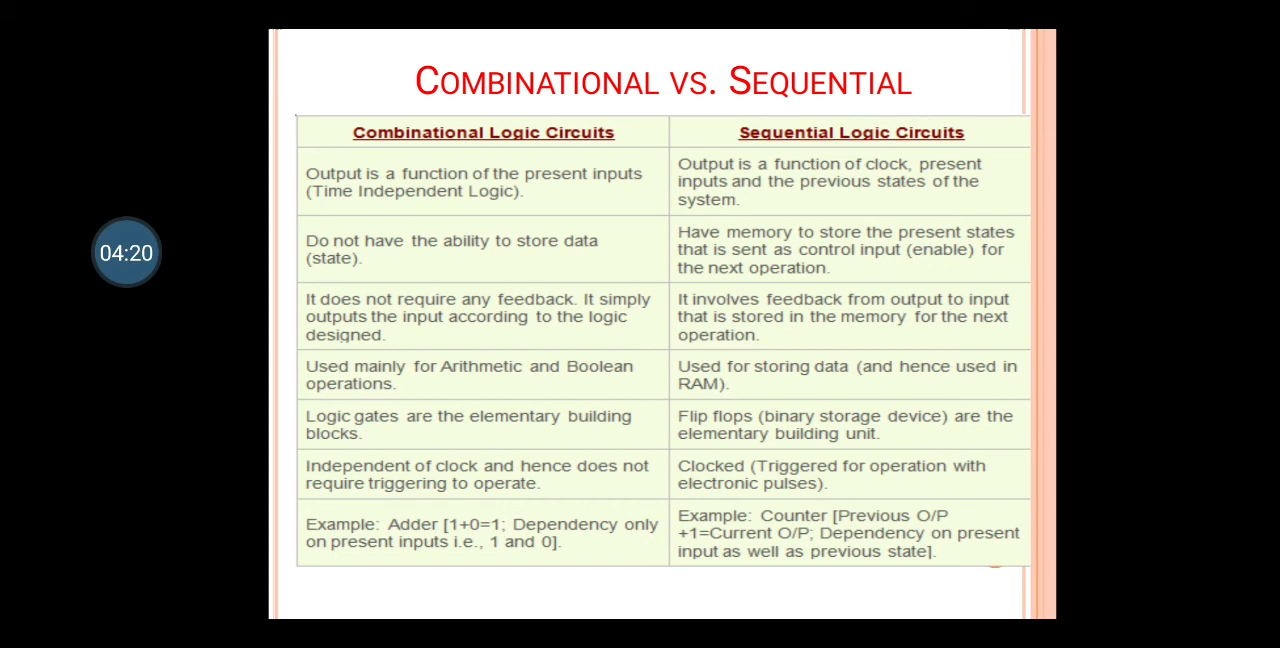 COMBINATIONAL VS. SEQUENTIAL
Combinational Logic Circuits
Sequential Logic Circuits
Output is a function of the present inputs
(Time Independent Logic).
Output is a function of clock, present
inputs and the previous states of the
system.
Do not have the ability to store data
(state).
Have memory to store the present states
that is sent as control input (enable) for
the next operation.
It does not require any feedback. It simply
outputs the input according to the logic
designed.
It involves feedback from output to input
that is stored in the memory for the next
operation.
Used mainly for Arithmetic and Boolean
operations.
Used for storing data (and hence used in
RAM).
Logic gates are the elementary building
blocks.
Flip flops (binary storage device) are the
elementary building unit.
Independent of clock and hence does not
require triggering to operate.
Clocked (Triggered for operation with
electronic pulses).
Example: Adder [1+0=1; Dependency only
on present inputs i.e., 1 and 0].
Example: Counter [Previous O/P
+1=Current O/P; Dependency on present
input as well as previous state].
04:20